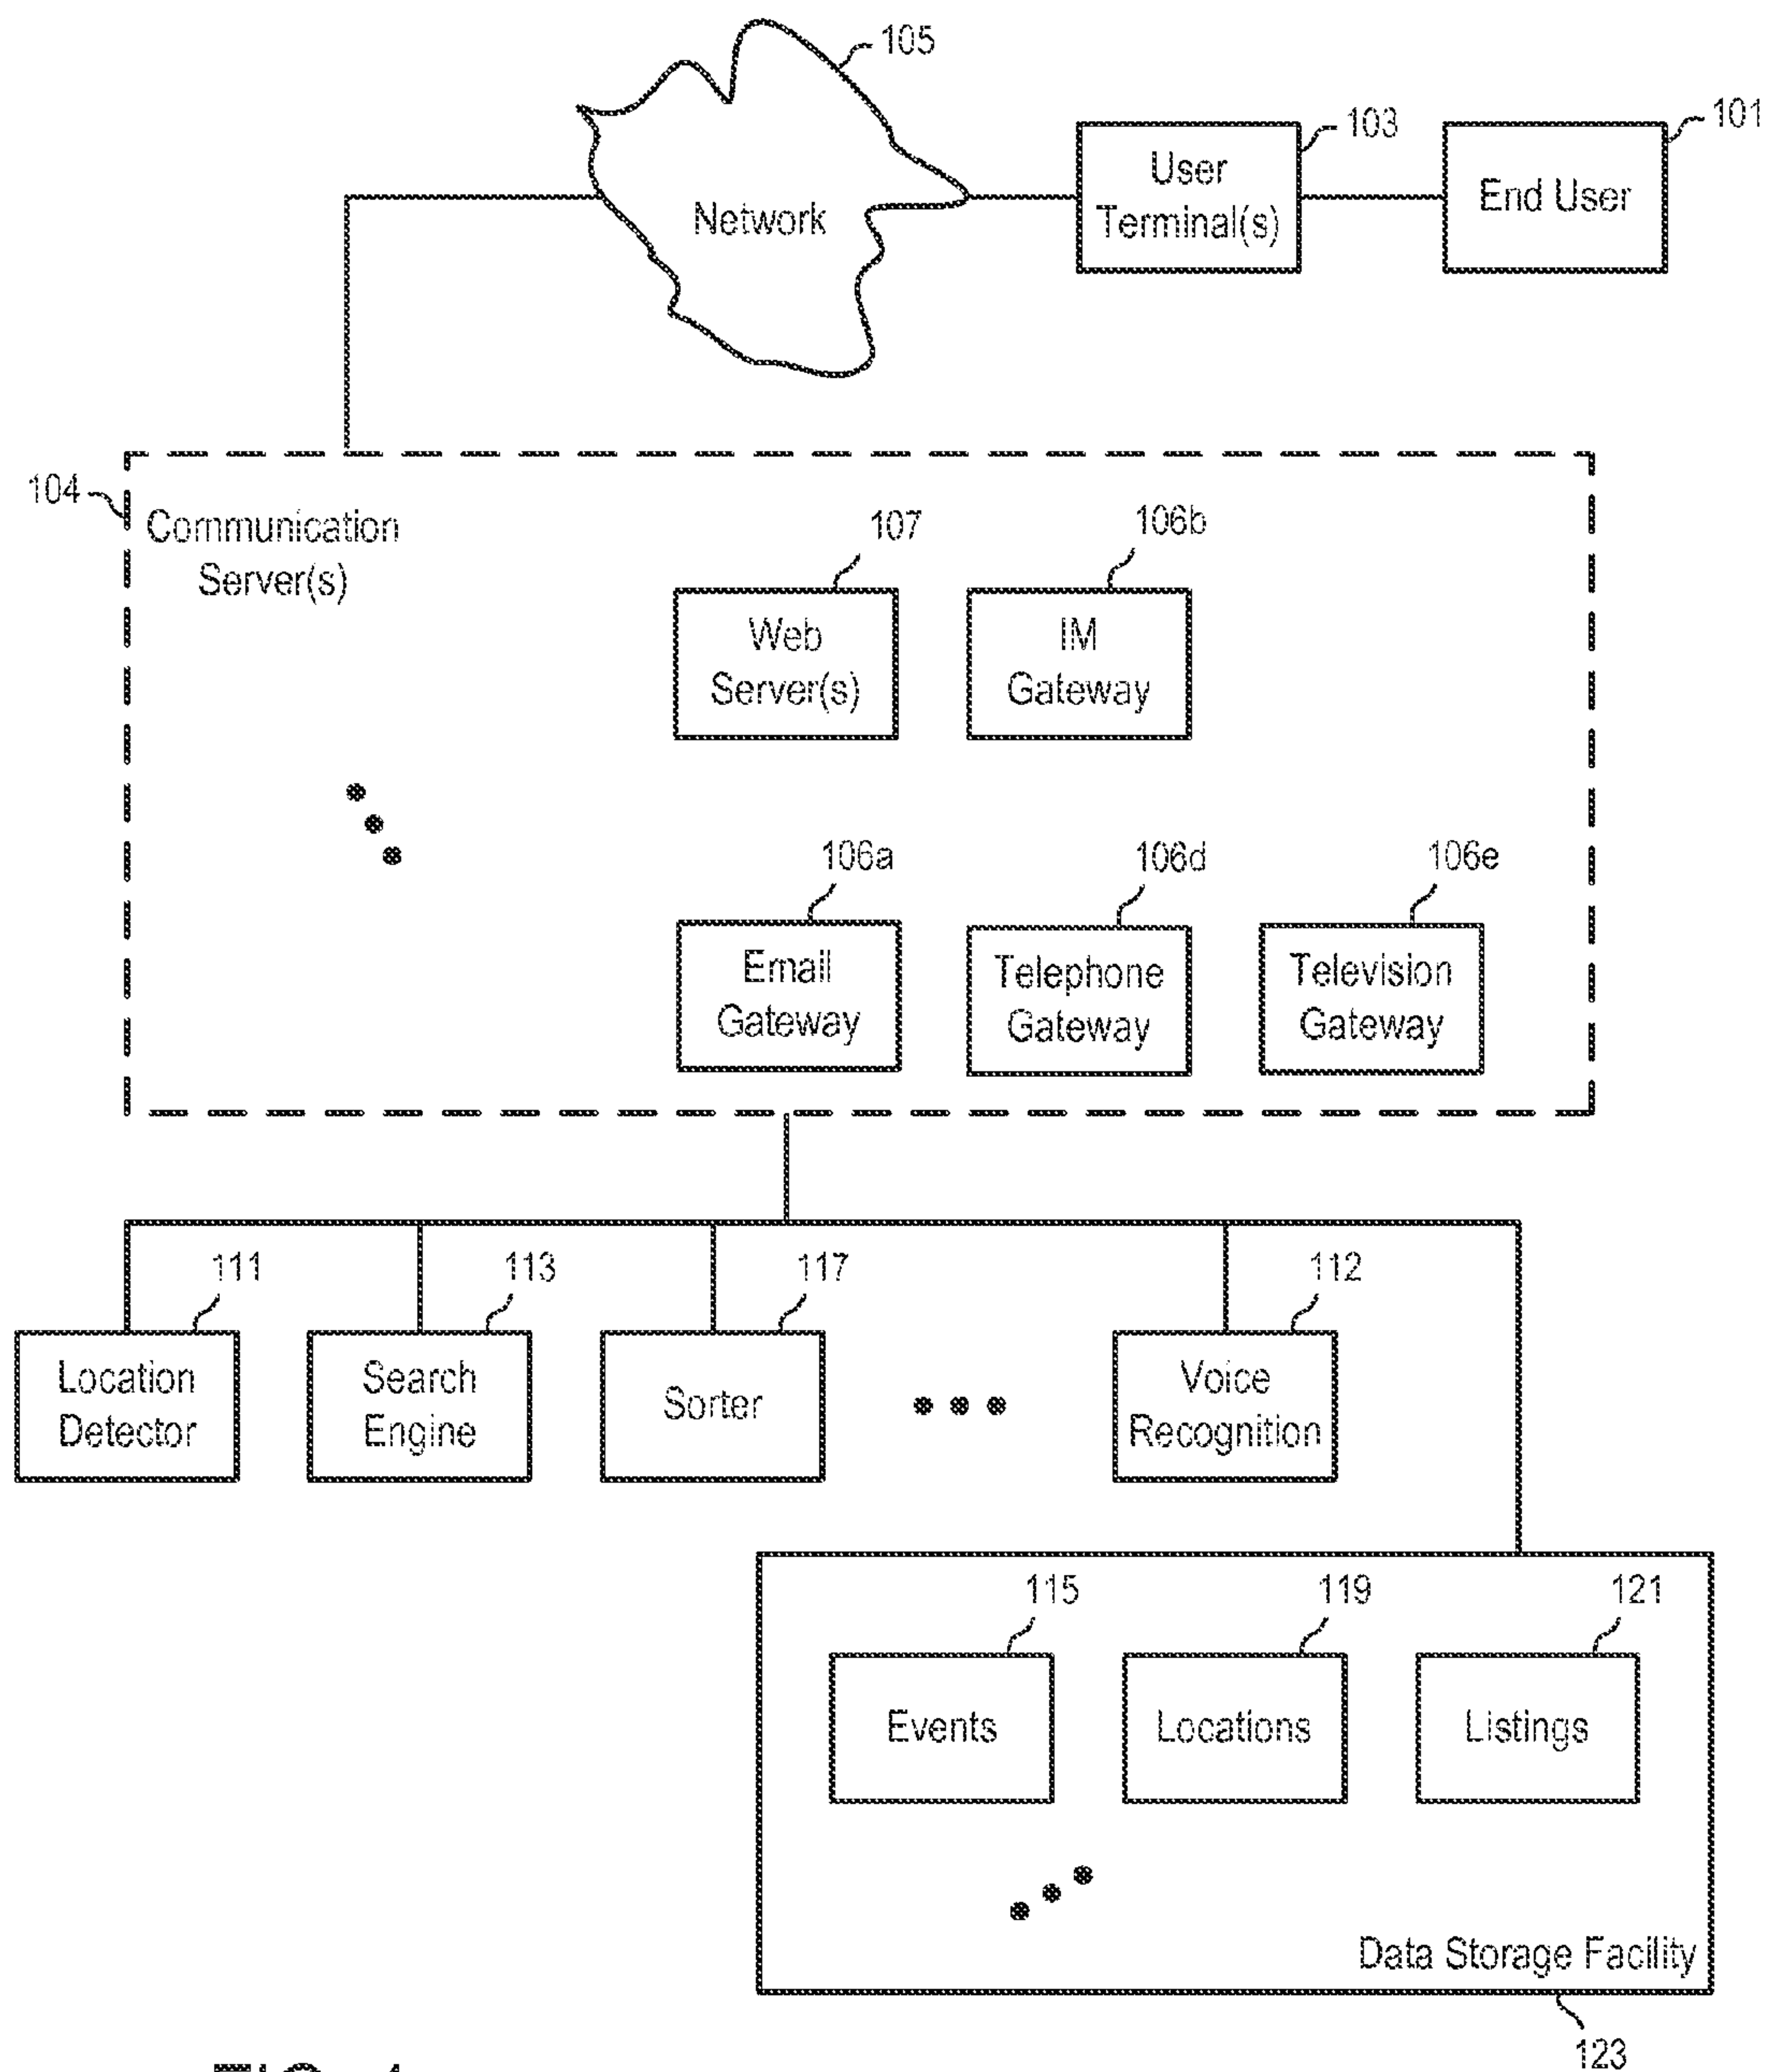 105
103
101
User
Terminal(s)
End User
Network
104
Communication
Server(s)
107
106b
Web
Server(s)
IM
Gateway
106a
106d
106e
Email
Gateway
Telephone
Gateway
Television
Gateway
111
113
117
112
Location
Detector
Search
Engine
Sorter
Voice
Recognition
115
119
121
Events
Locations
Listings
Data Storage Facility
123